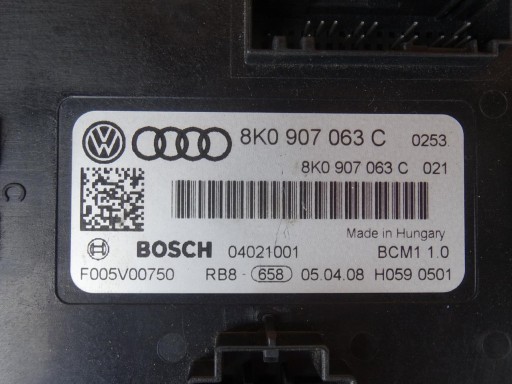 8K0 907 063 C 0253
8K0 907 063 C 021
Made in Hungary
BOSCH 04021001 BCM1 1.0
F005V00750 RB8 - 658 05.04.08 H059 0501
C